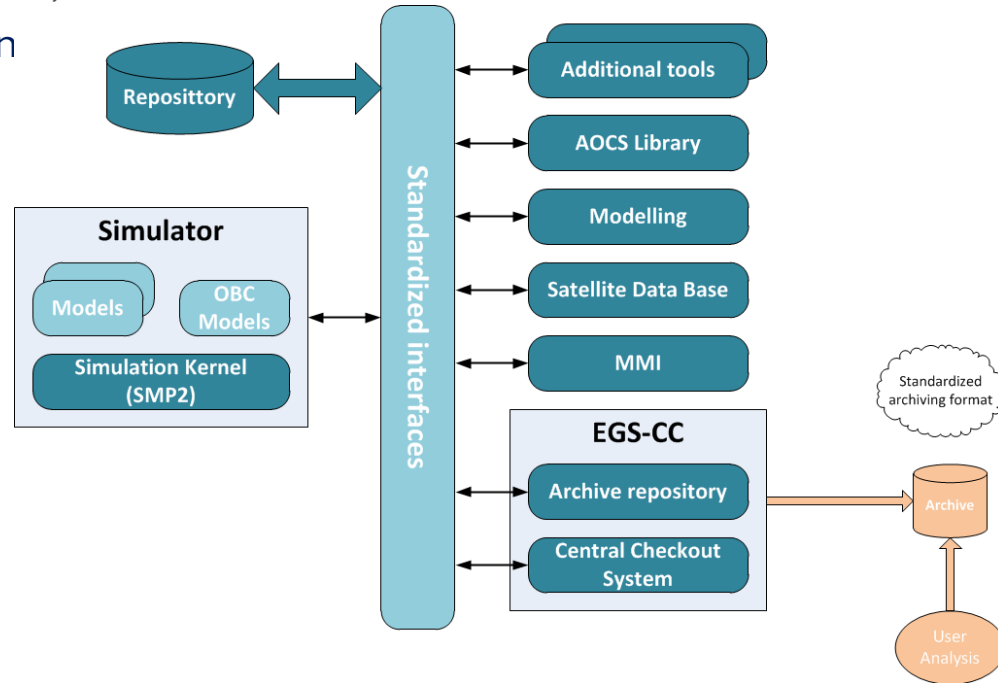 n
Reposittory
Additional tools
AOCS Library
Standardized interfaces
Modelling
Simulator
Models
OBC
Models
Simulation Kernel
(SMP2)
Satellite Data Base
MMI
Standardized
archiving format
EGS-CC
Archive repository
Central Checkout
System
Archive
User
Analysis